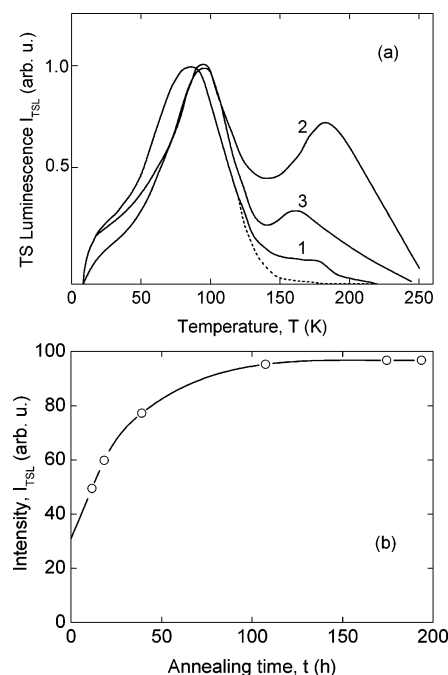 (a)
TS Luminescence I_TSL (arb. u.)
1.0
0.5
2
3
1
0 50 100 150 200 250
Temperature, T (K)
(b)
Intensity, I_TSL (arb. u.)
100
80
60
40
20
0
0 50 100 150 200
Annealing time, t (h)